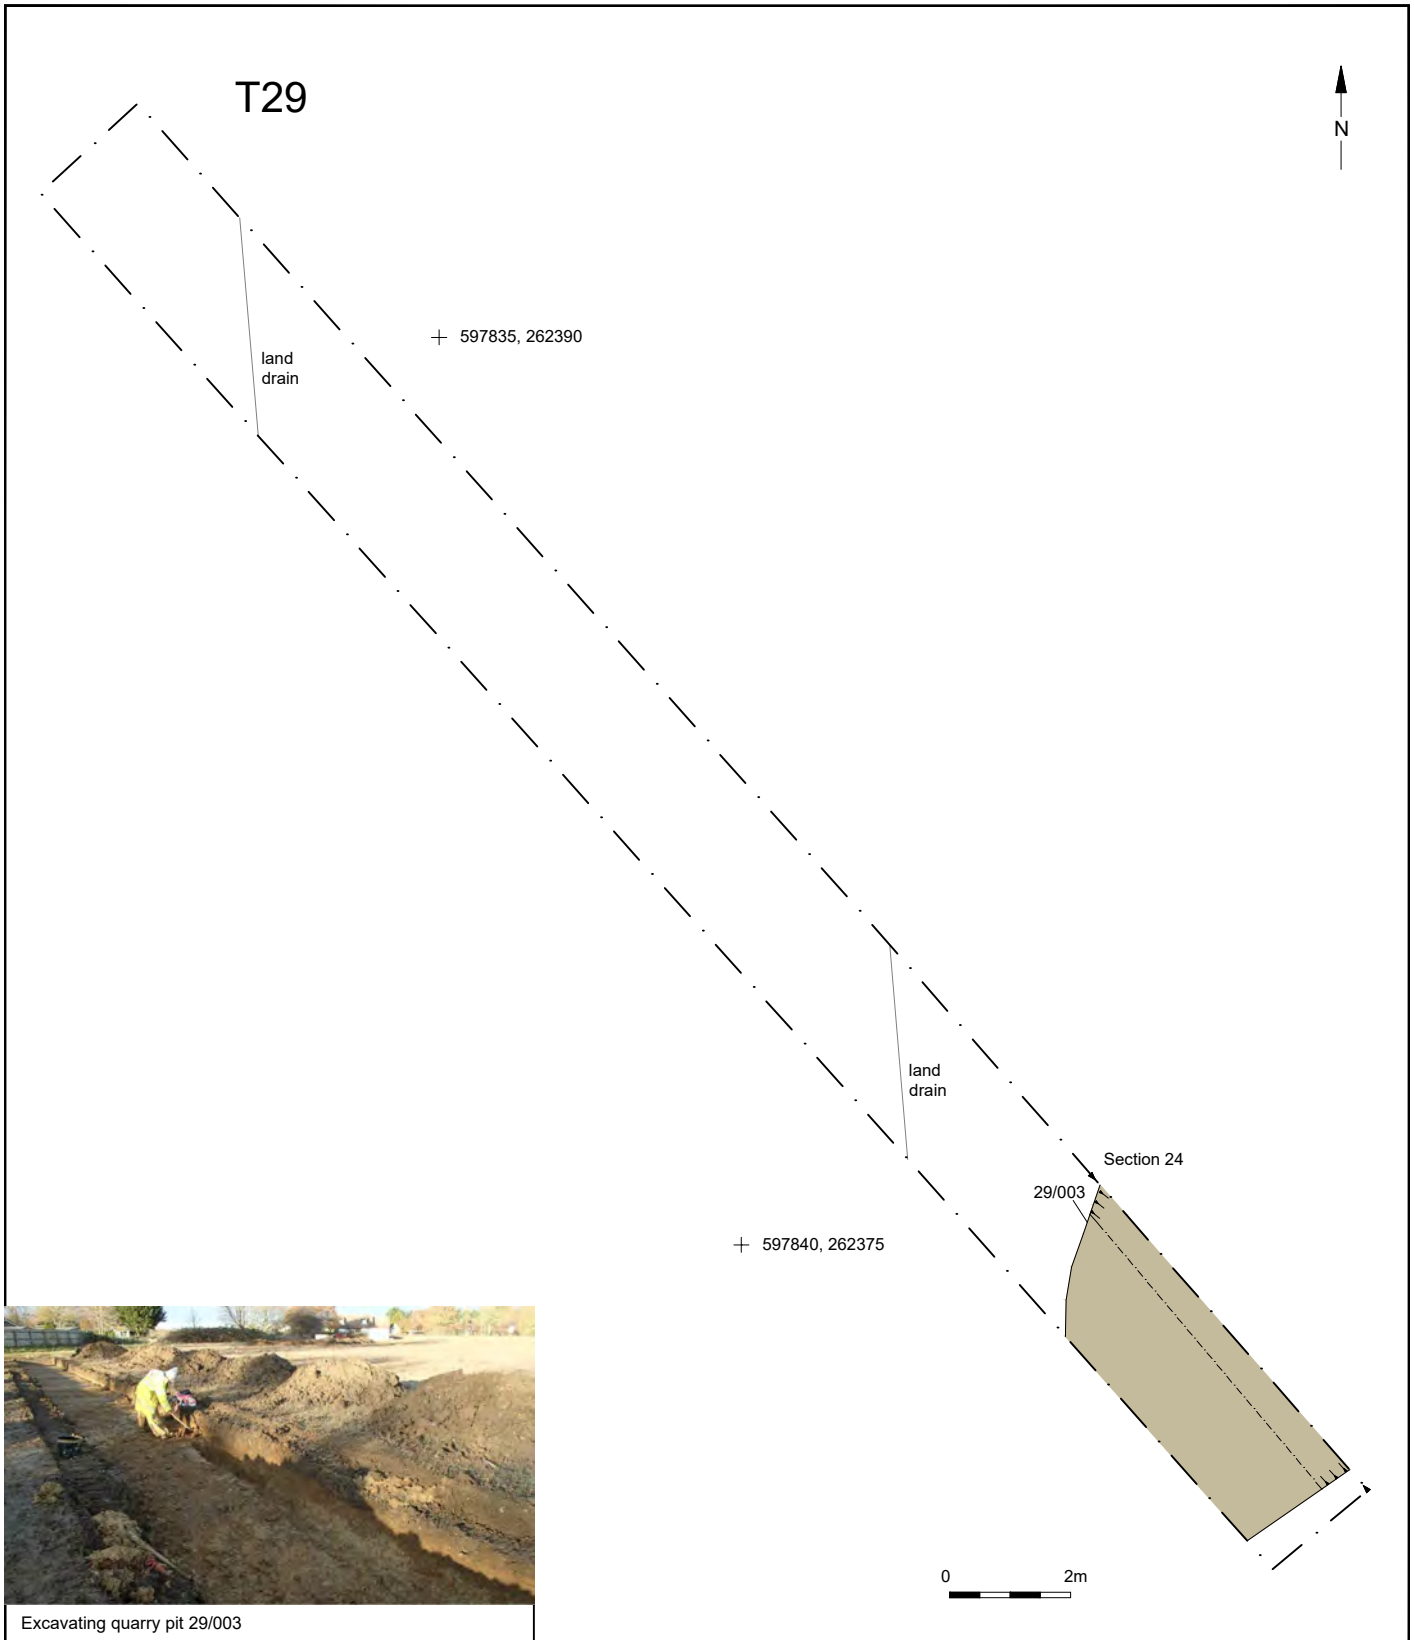 T29
N
597835, 262390
land
drain
land
drain
Section 24
29/003
597840, 262375
0 2m
Excavating quarry pit 29/003